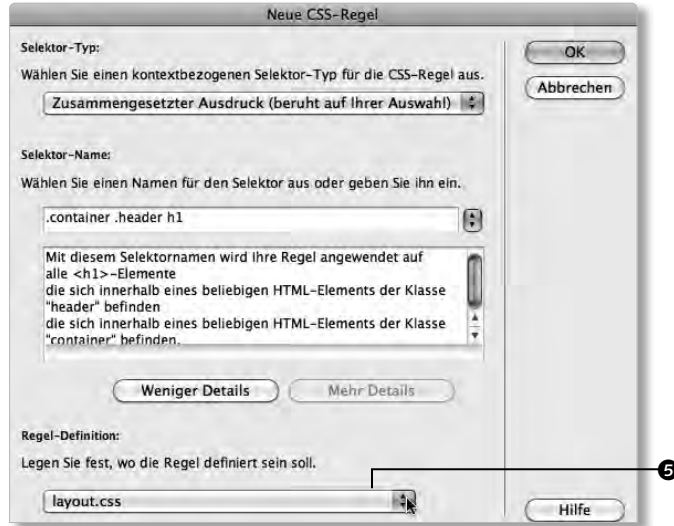 Neue CSS-Regel
Selektor-Typ:
Wählen Sie einen kontextbezogenen Selektor-Typ für die CSS-Regel aus.
Zusammengesetzter Ausdruck (beruht auf Ihrer Auswahl)
OK
Abbrechen
Selektor-Name:
Wählen Sie einen Namen für den Selektor aus oder geben Sie ihn ein.
.container .header h1
Mit diesem Selektornamen wird Ihre Regel angewendet auf
alle <h1>-Elemente
die sich innerhalb eines beliebigen HTML-Elements der Klasse
"header" befinden
die sich innerhalb eines beliebigen HTML-Elements der Klasse
"container" befinden.
Weniger Details
Mehr Details
Regel-Definition:
Legen Sie fest, wo die Regel definiert sein soll.
5
layout.css
Hilfe